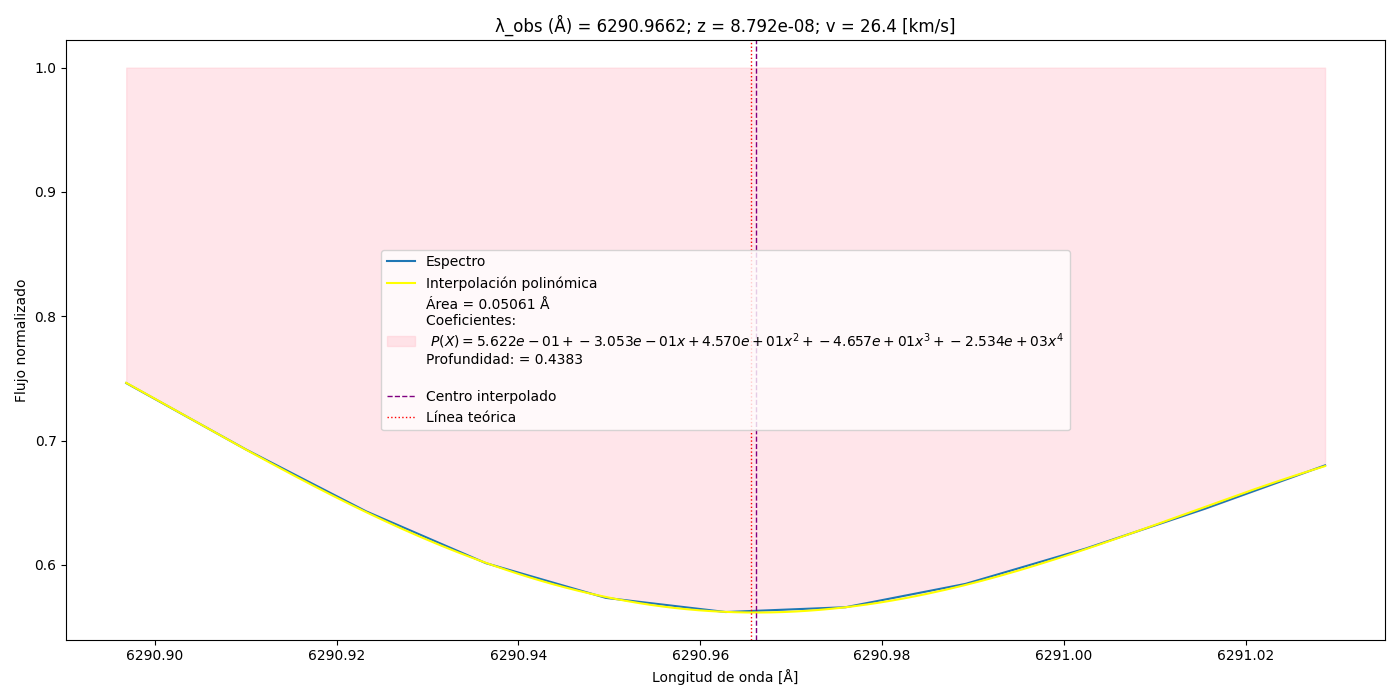 λ_obs (Å) = 6290.9662; z = 8.792e-08; v = 26.4 [km/s]
1.0
0.9
0.8
0.7
0.6
Flujo normalizado
Espectro
Interpolación polinómica
Área = 0.05061 Å
Coeficientes:
P(X) = 5.622e − 01 + −3.053e − 01x + 4.570e + 01x² + −4.657e + 01x³ + −2.534e + 03x⁴
Profundidad: = 0.4383
Centro interpolado
Línea teórica
6290.90 6290.92 6290.94 6290.96 6290.98 6291.00 6291.02
Longitud de onda [Å]